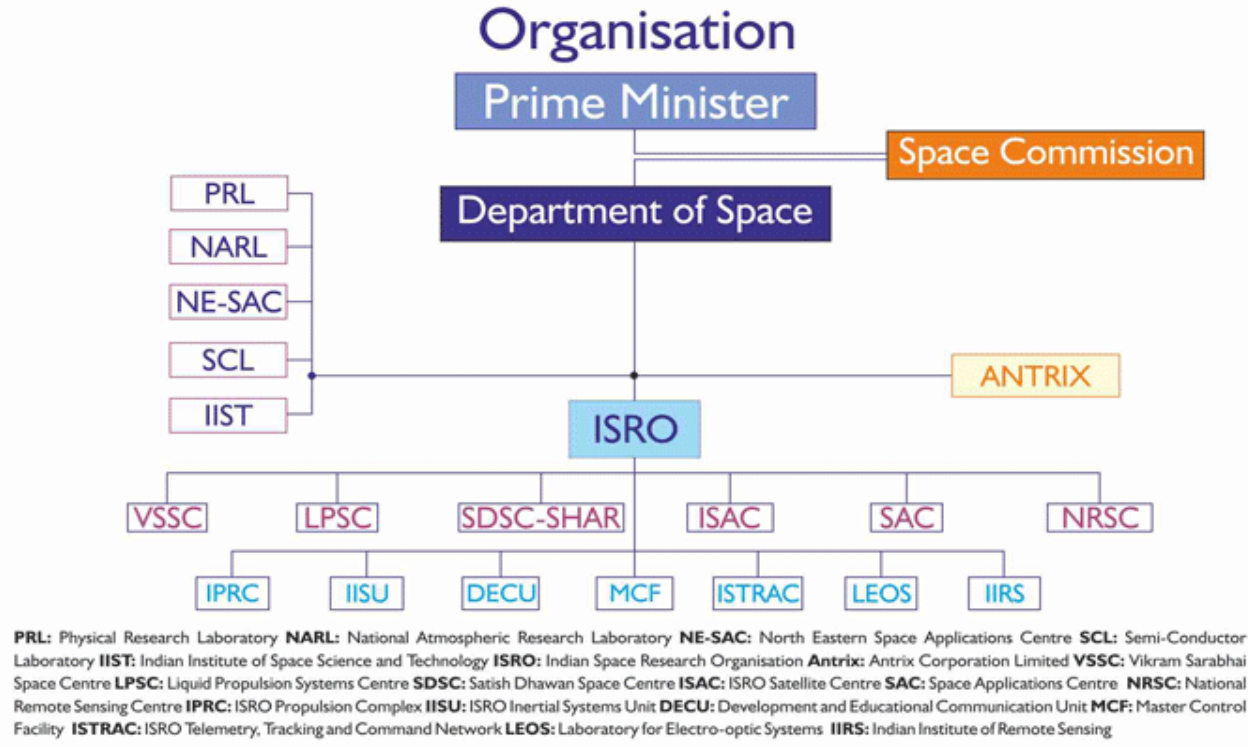 Organisation
Prime Minister
Space Commission
Department of Space
PRL
NARL
NE-SAC
SCL
IIST
ANTRIX
ISRO
VSSC LPSC SDSC-SHAR ISAC SAC NRSC
IPRC IISU DECU MCF ISTRAC LEOS IIRS
PRL: Physical Research Laboratory NARL: National Atmospheric Research Laboratory NE-SAC: North Eastern Space Applications Centre SCL: Semi-Conductor
Laboratory IIST: Indian Institute of Space Science and Technology ISRO: Indian Space Research Organisation Antrix: Antrix Corporation Limited VSSC: Vikram Sarabhai
Space Centre LPSC: Liquid Propulsion Systems Centre SDSC: Satish Dhawan Space Centre ISAC: ISRO Satellite Centre SAC: Space Applications Centre NRSC: National
Remote Sensing Centre IPRC: ISRO Propulsion Complex IISU: ISRO Inertial Systems Unit DECU: Development and Educational Communication Unit MCF: Master Control
Facility ISTRAC: ISRO Telemetry, Tracking and Command Network LEOS: Laboratory for Electro-optic Systems IIRS: Indian Institute of Remote Sensing